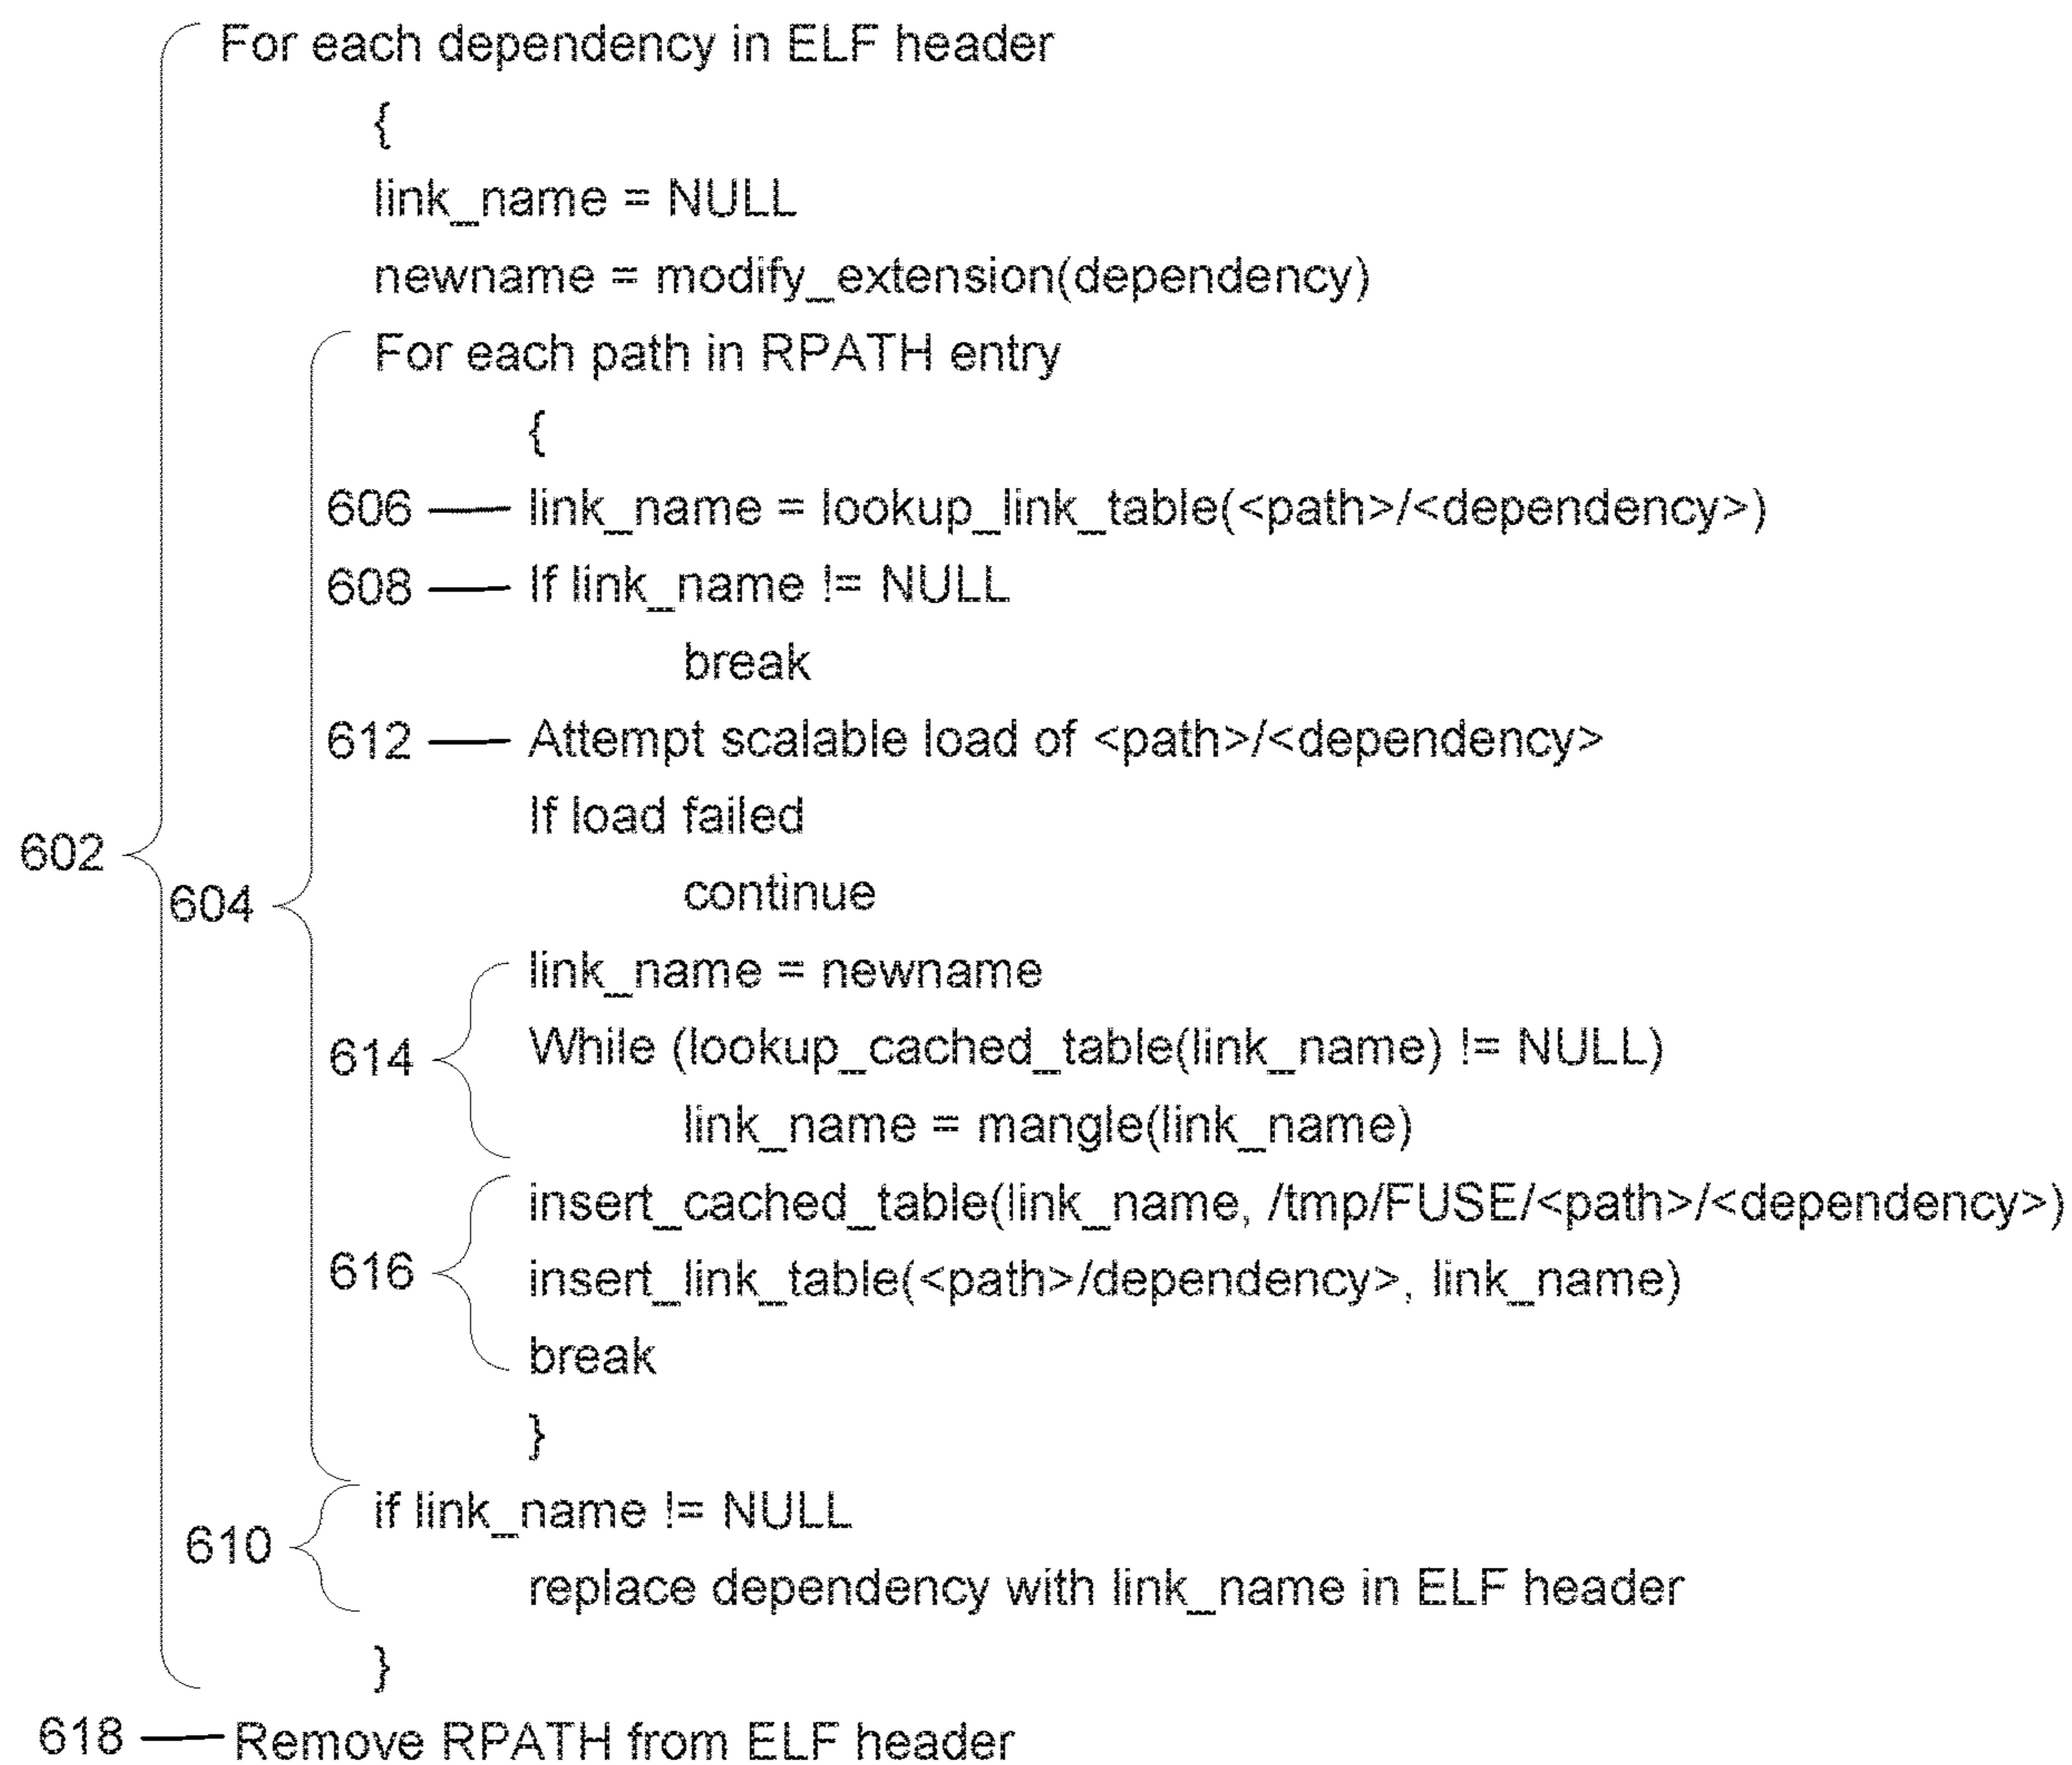 For each dependency in ELF header
{
link_name = NULL
newname = modify_extension(dependency)
For each path in RPATH entry
{
606 link_name = lookup_link_table(<path>/<dependency>)
608 If link_name != NULL
break
612 Attempt scalable load of <path>/<dependency>
If load failed
602
continue
604
link_name = newname
614 While (lookup_cached_table(link_name) != NULL)
link_name = mangle(link_name)
insert_cached_table(link_name, /tmp/FUSE/<path>/<dependency>)
616 insert_link_table(<path>/dependency>, link_name)
break
}
if link_name != NULL
610
replace dependency with link_name in ELF header
}
618 Remove RPATH from ELF header